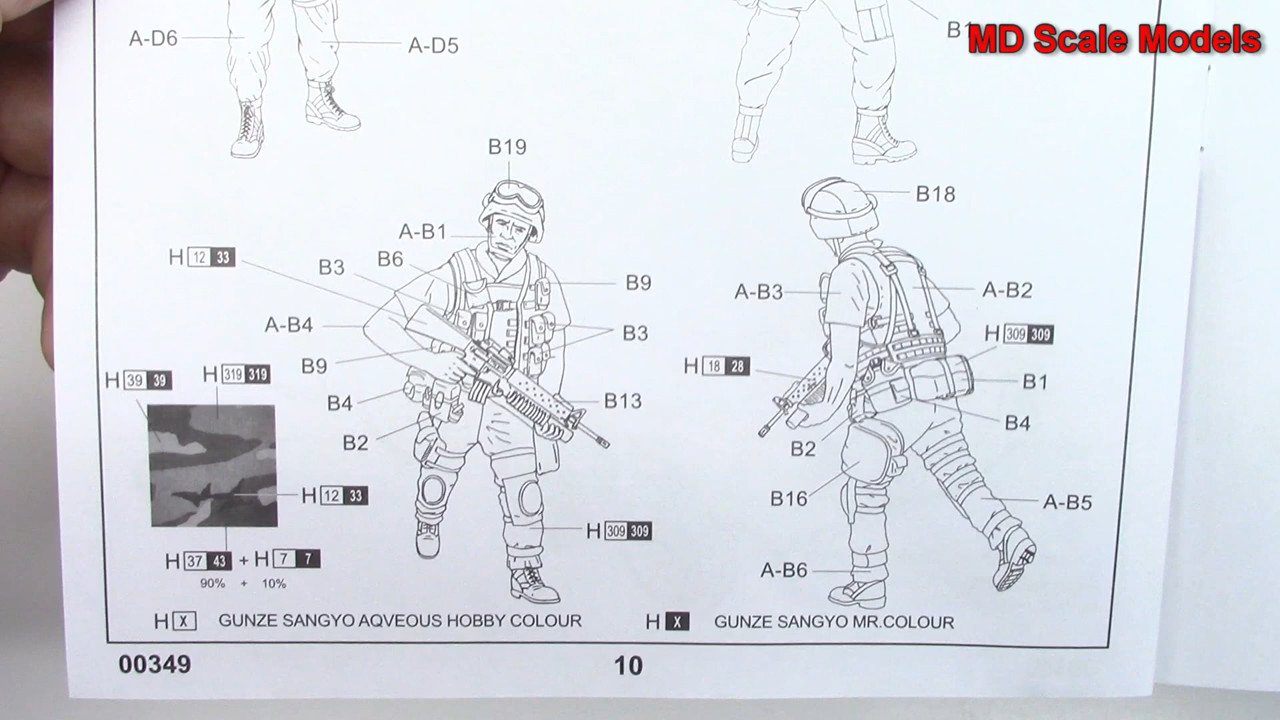 MD Scale Models
A-D6
A-D5
B19
B18
A-B1
H 12 33
B6
B3
B9
A-B3
A-B2
A-B4
B3
H 309 309
B9
H 18 28
H 39 39
H 319 319
B1
B4
B13
B4
B2
B2
B16
H 12 33
A-B5
H 309 309
H 37 43 + H 7 7
90% + 10%
A-B6
H X GUNZE SANGYO AQVEOUS HOBBY COLOUR
H X GUNZE SANGYO MR.COLOUR
00349
10